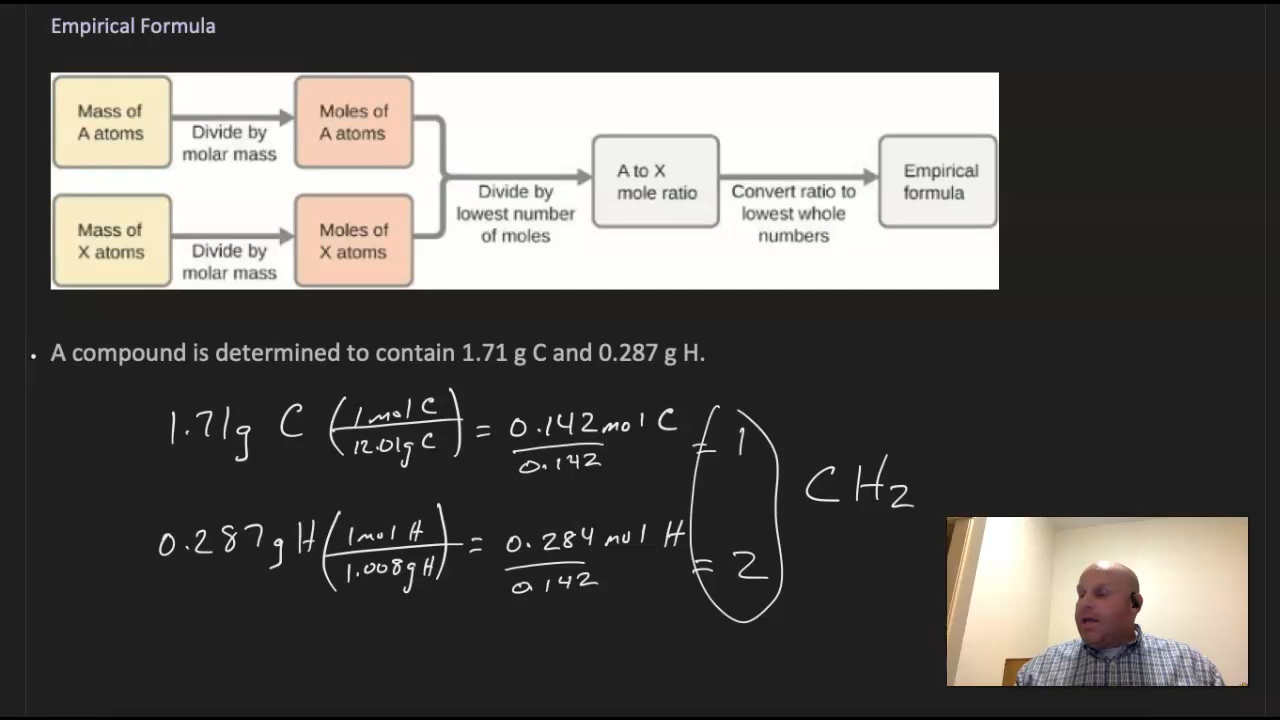 Empirical Formula
Mass of
A atoms
Divide by
molar mass
Moles of
A atoms
Mass of
X atoms
Divide by
molar mass
Moles of
X atoms
Divide by
lowest number
of moles
A to X
mole ratio
Convert ratio to
lowest whole
numbers
Empirical
formula
• A compound is determined to contain 1.71 g C and 0.287 g H.
1.71g C (1 mol C / 12.01g C) = 0.142 mol C / 0.142 = 1
0.287g H (1 mol H / 1.008g H) = 0.284 mol H / 0.142 = 2
CH2